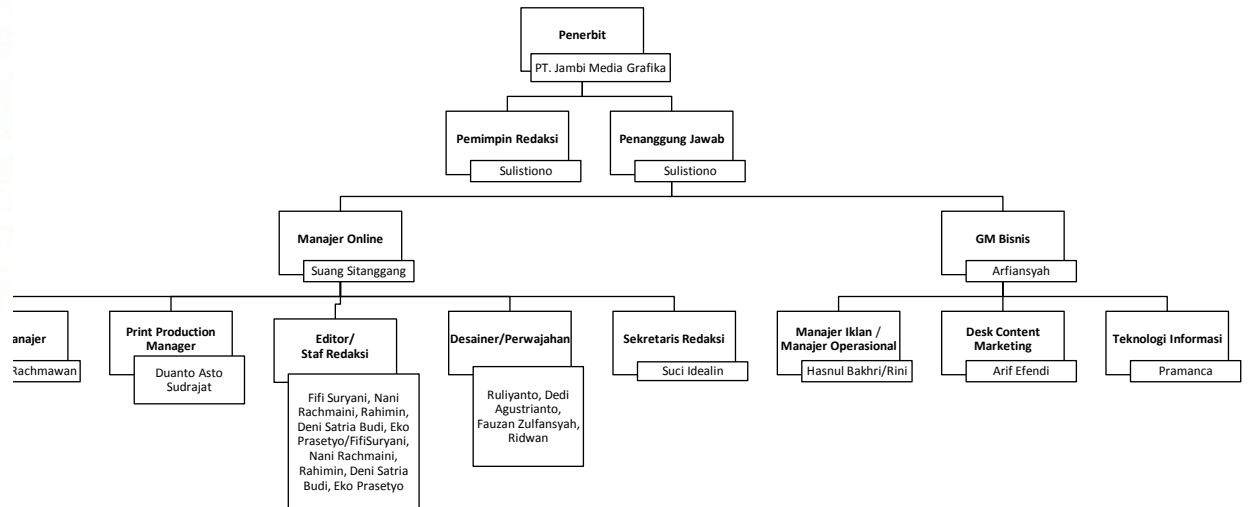 Penerbit
PT. Jambi Media Grafika
Pemimpin Redaksi
Sulistiono
Penanggung Jawab
Sulistiono
Manajer Online
Suang Sitanggang
GM Bisnis
Arfiansyah
anajer
Rachmawan
Print Production
Manager
Duanto Asto
Sudrajat
Editor/
Staf Redaksi
Fifi Suryani, Nani
Rachmaini, Rahimin,
Deni Satria Budi, Eko
Prasetyo/FifiSuryani,
Nani Rachmaini,
Rahimin, Deni Satria
Budi, Eko Prasetyo
Desainer/Perwajahan
Ruliyanto, Dedi
Agustrianto,
Fauzan Zulfansyah,
Ridwan
Sekretaris Redaksi
Suci Idealin
Manajer Iklan /
Manajer Operasional
Hasnul Bakhri/Rini
Desk Content
Marketing
Arif Efendi
Teknologi Informasi
Pramanca